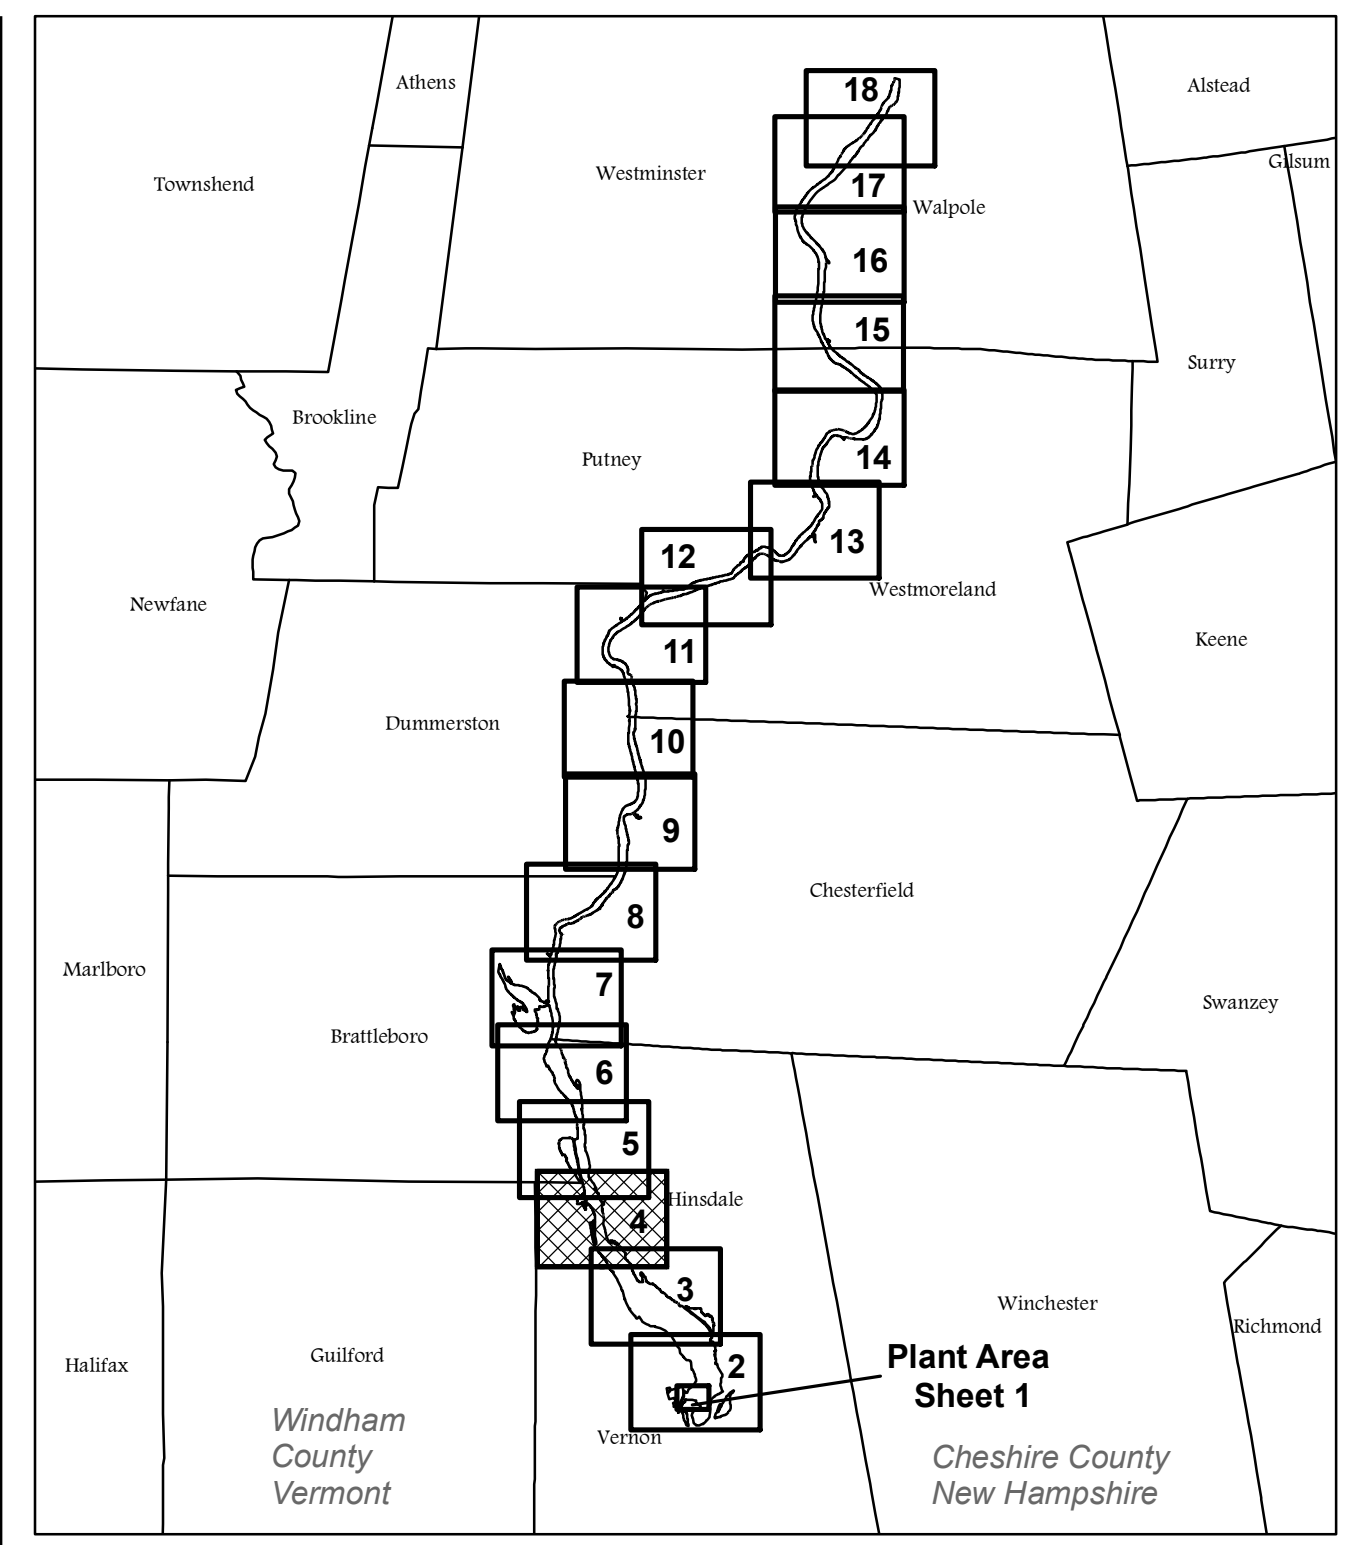 Athens
18
Alstead
Gilsum
Townshend
Westminster
17
Walpole
16
15
Surry
Brookline
Putney
14
13
12
Westmoreland
Newfane
Keene
11
Dummerston
10
9
Chesterfield
8
Marlboro
7
Swanzey
Brattleboro
6
5
Hinsdale
4
3
Winchester
Richmond
Halifax
Guilford
2
Plant Area
Sheet 1
Vernon
Windham
County
Vermont
Cheshire County
New Hampshire